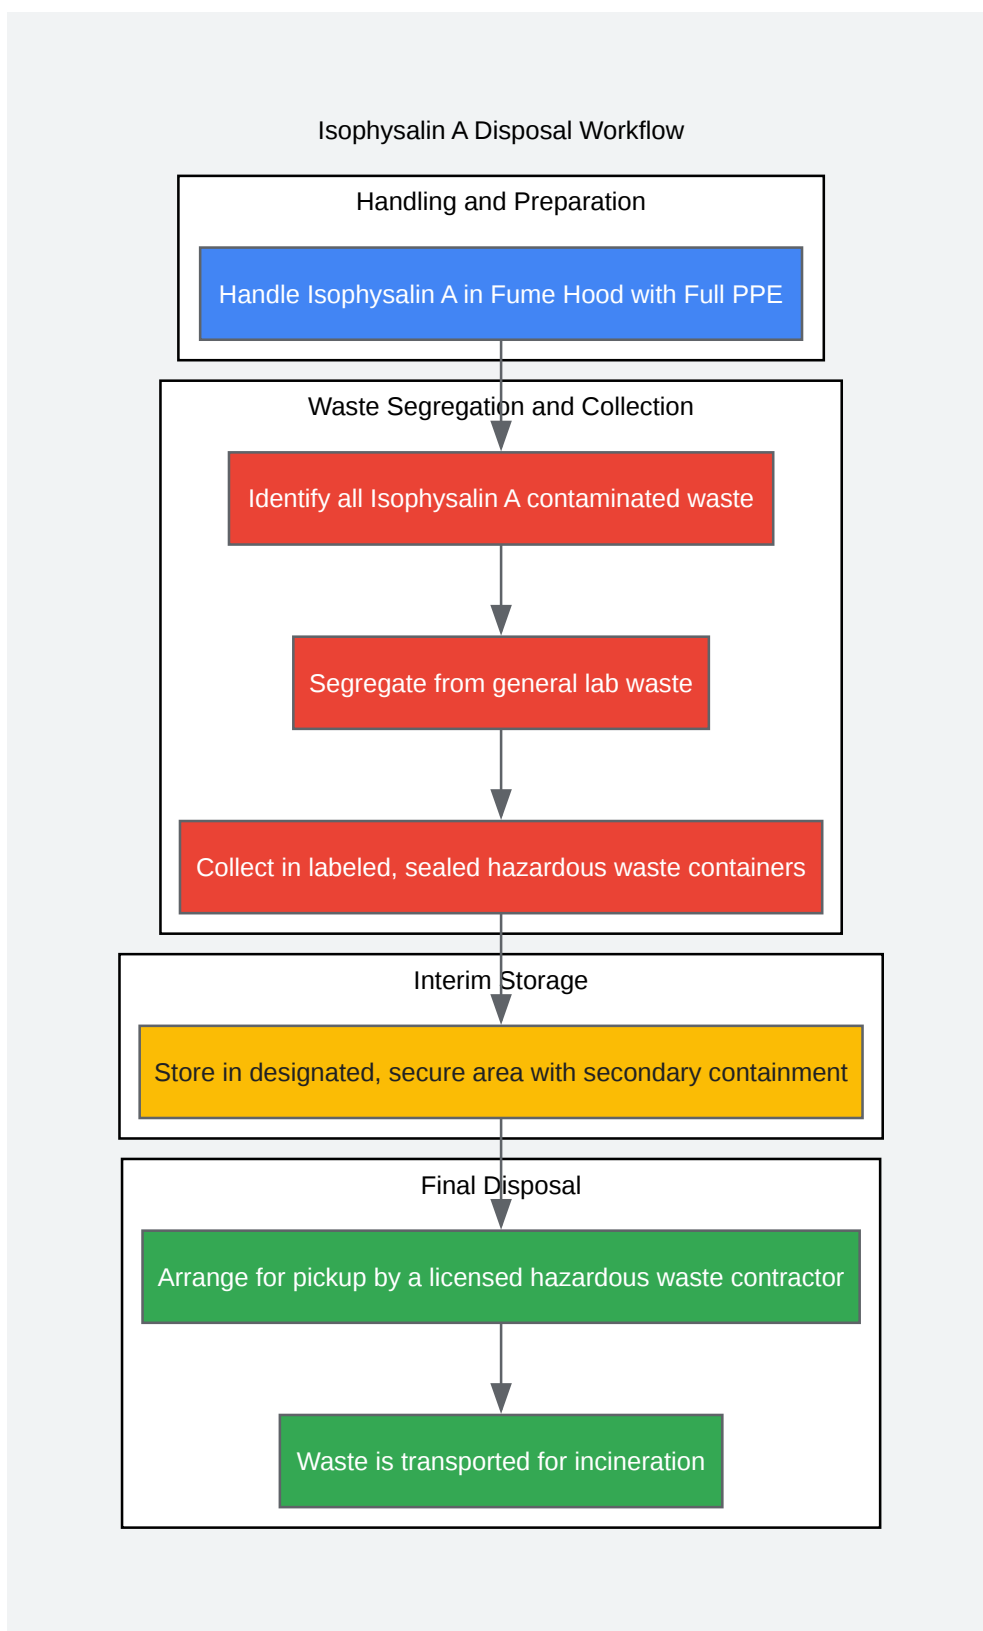 Isophysalin A Disposal Workflow
Handling and Preparation
Handle Isophysalin A in Fume Hood with Full PPE
Waste Segregation and Collection
Identify all Isophysalin A contaminated waste
Segregate from general lab waste
Collect in labeled, sealed hazardous waste containers
Interim Storage
Store in designated, secure area with secondary containment
Final Disposal
Arrange for pickup by a licensed hazardous waste contractor
Waste is transported for incineration